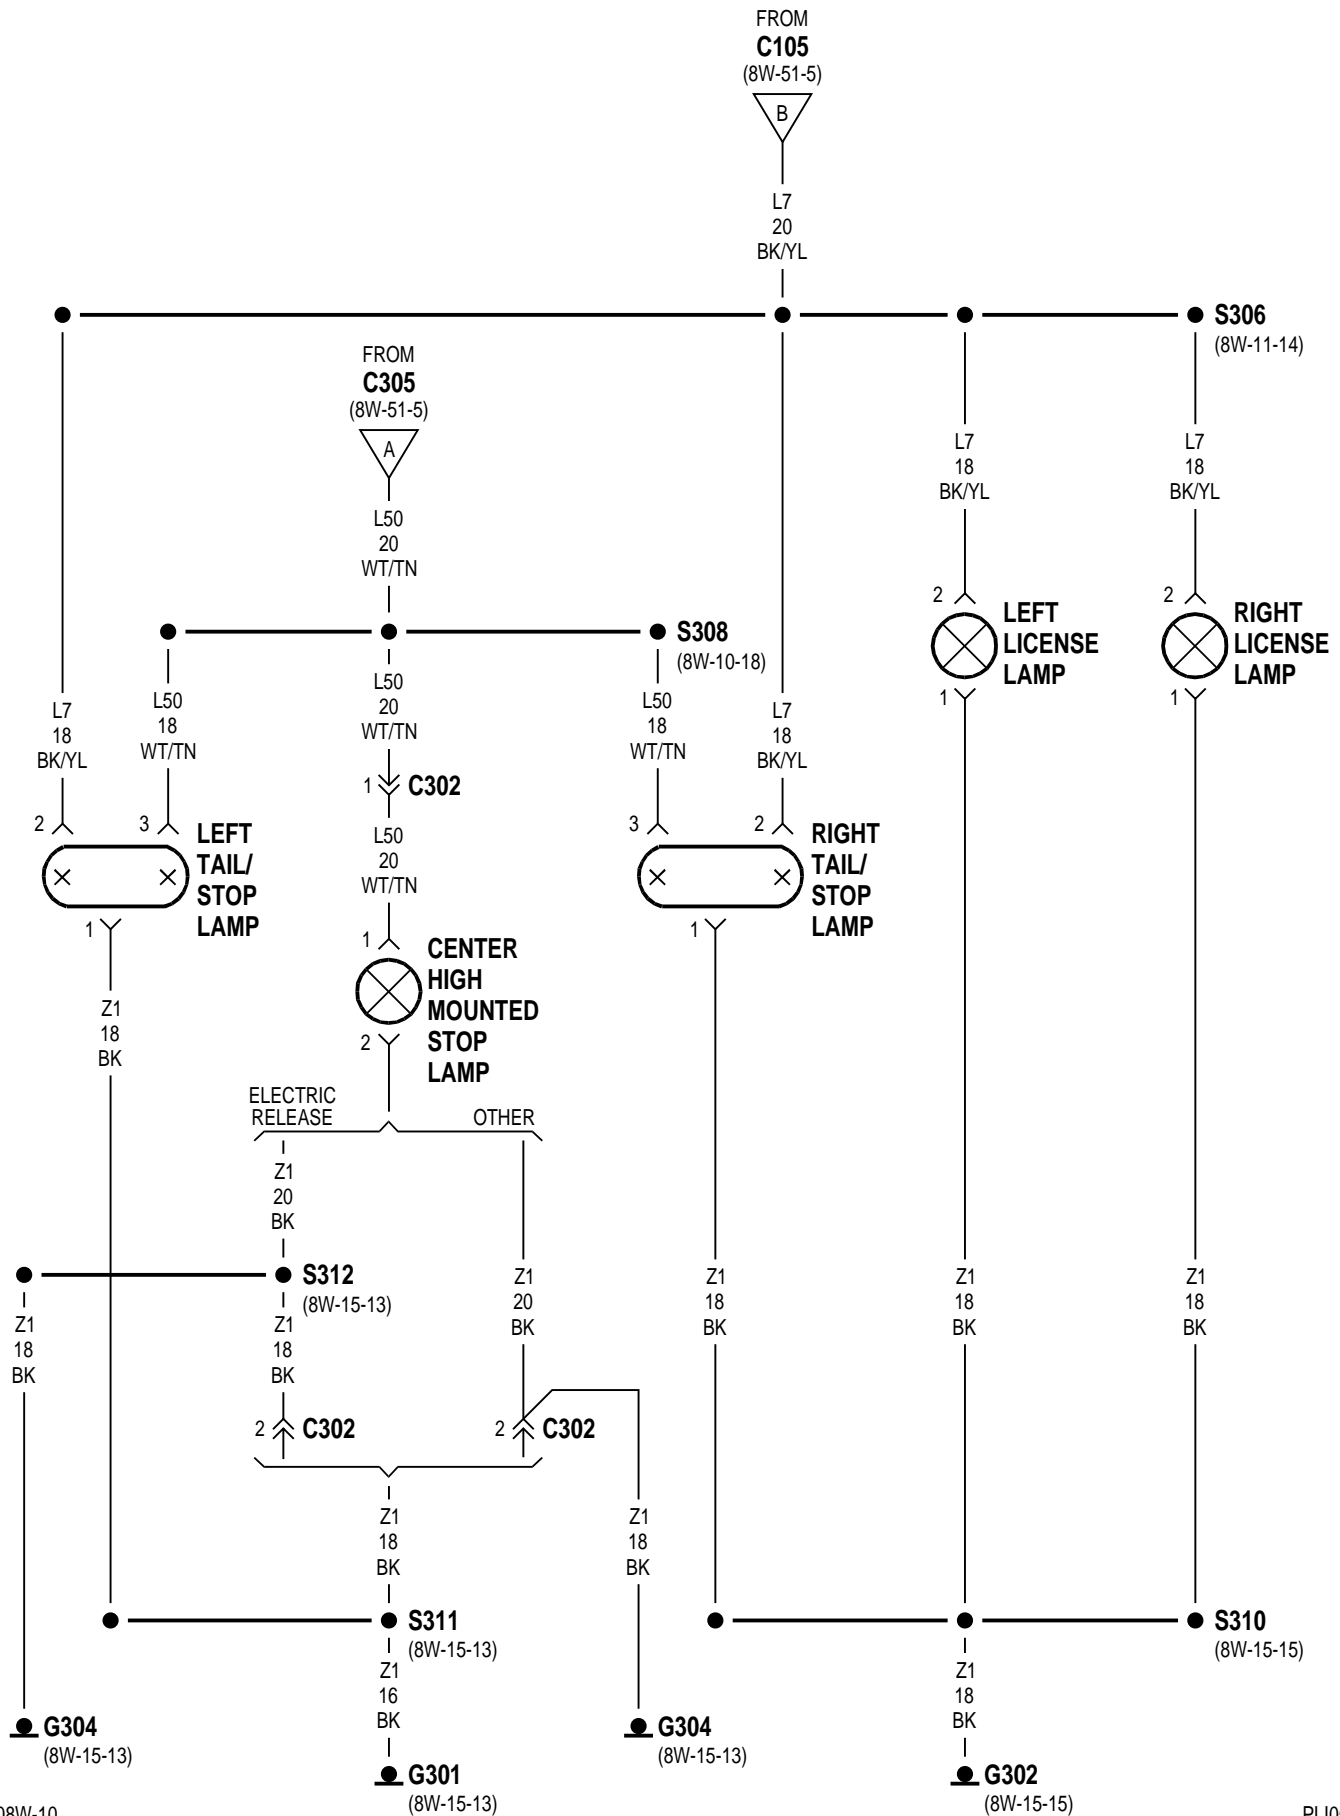 FROM
C105
(8W-51-5)
B
L7
20
BK/YL
S306
(8W-11-14)
FROM
C305
(8W-51-5)
A
L50
20
WT/TN
L7
18
BK/YL
L7
18
BK/YL
2
LEFT
LICENSE
LAMP
1
2
RIGHT
LICENSE
LAMP
1
S308
(8W-10-18)
L7
18
BK/YL
L50
18
WT/TN
L50
20
WT/TN
L50
18
WT/TN
L7
18
BK/YL
1
C302
L50
20
WT/TN
2
3
LEFT
TAIL/
STOP
LAMP
1
3
2
RIGHT
TAIL/
STOP
LAMP
1
1
CENTER
HIGH
MOUNTED
STOP
LAMP
2
Z1
18
BK
ELECTRIC
RELEASE
OTHER
Z1
20
BK
S312
(8W-15-13)
Z1
18
BK
Z1
18
BK
Z1
20
BK
Z1
18
BK
Z1
18
BK
Z1
18
BK
2
C302
2
C302
Z1
18
BK
Z1
18
BK
S311
(8W-15-13)
S310
(8W-15-15)
Z1
16
BK
Z1
18
BK
G304
(8W-15-13)
G301
(8W-15-13)
G304
(8W-15-13)
G302
(8W-15-15)